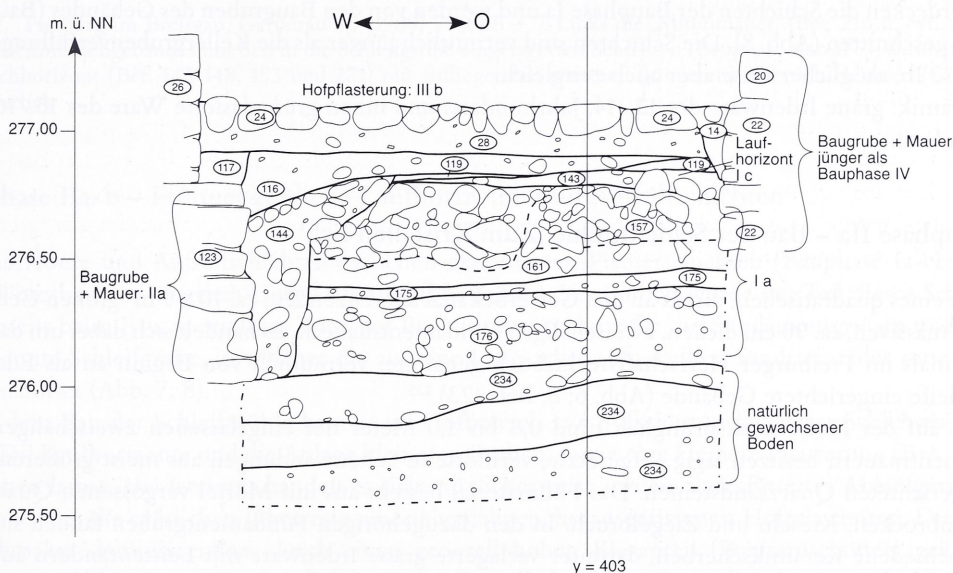 m. ü. NN
W O
26
20
Hofpflasterung: III b
24
24
22
277,00
14
28
Lauf-
horizont
I c
Baugrube + Mauer
jünger als
Bauphase IV
117
119
119
116
143
144
157
22
123
276,50
161
Baugrube
+ Mauer: IIa
175
175
I a
176
234
276,00
234
natürlich
gewachsener
Boden
234
275,50
y = 403